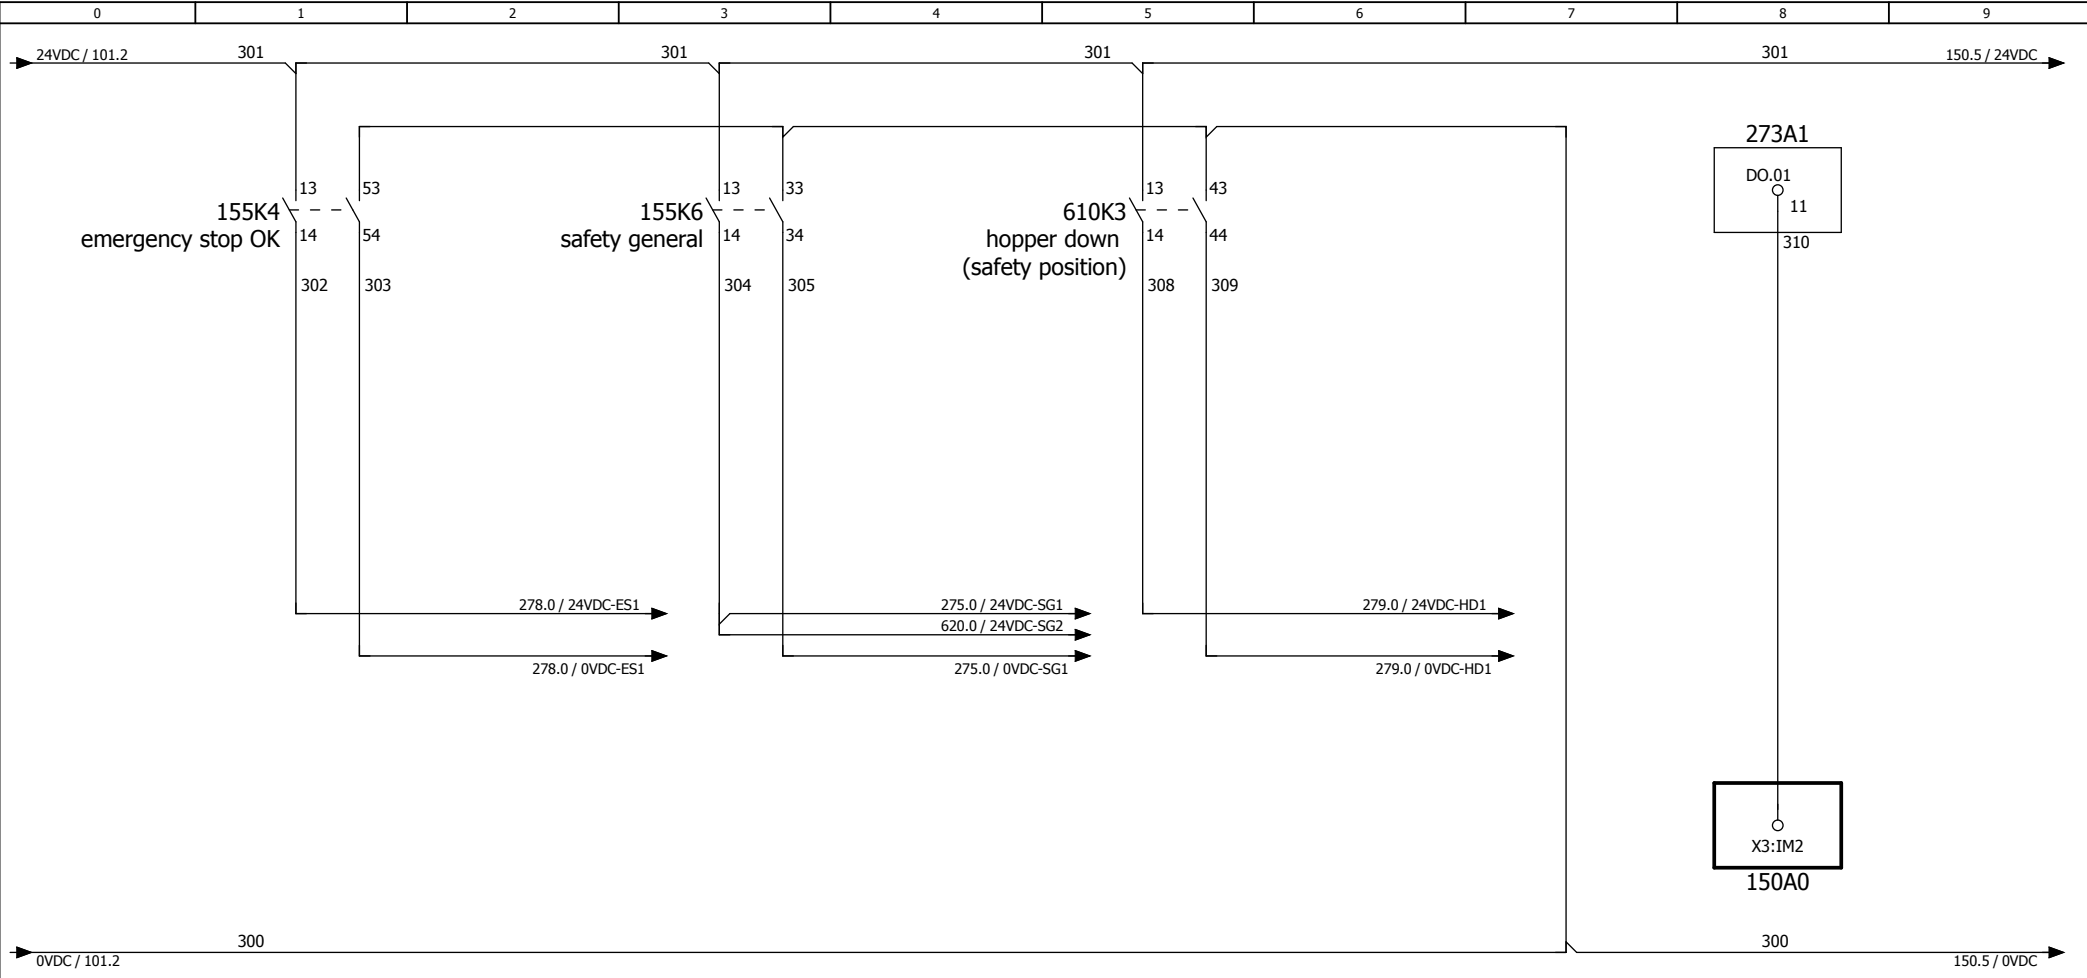 0 1 2 3 4 5 6 7 8 9
24VDC / 101.2 301 301 301 301 150.5 / 24VDC
273A1
DO.01
11
310
13 53 13 33 13 43
155K4 155K6 610K3
emergency stop OK 14 54 safety general 14 34 hopper down 14 44
(safety position)
302 303 304 305 308 309
278.0 / 24VDC-ES1 275.0 / 24VDC-SG1 279.0 / 24VDC-HD1
620.0 / 24VDC-SG2
278.0 / 0VDC-ES1 275.0 / 0VDC-SG1 279.0 / 0VDC-HD1
X3:IM2
150A0
300 300
0VDC / 101.2 150.5 / 0VDC